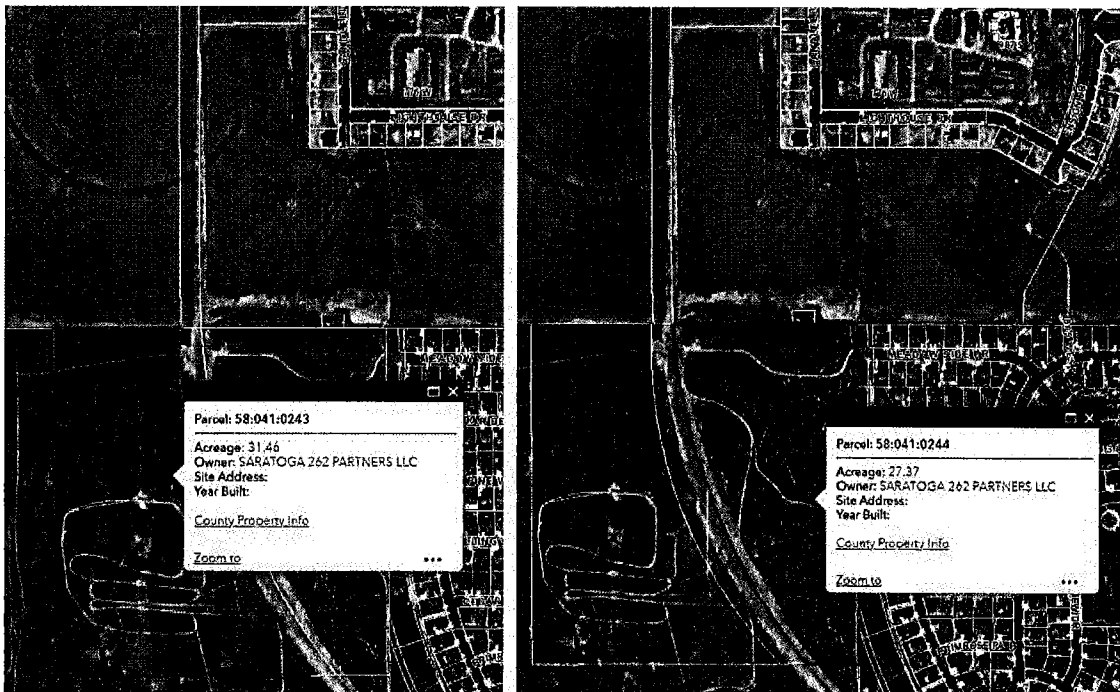 Parcel: 58:041:0243
Acreage: 31.46
Owner: SARATOGA 262 PARTNERS LLC
Site Address:
Year Built:
County Property Info
Zoom to
•••
Parcel: 58:041:0244
Acreage: 27.37
Owner: SARATOGA 262 PARTNERS LLC
Site Address:
Year Built:
County Property Info
Zoom to
•••